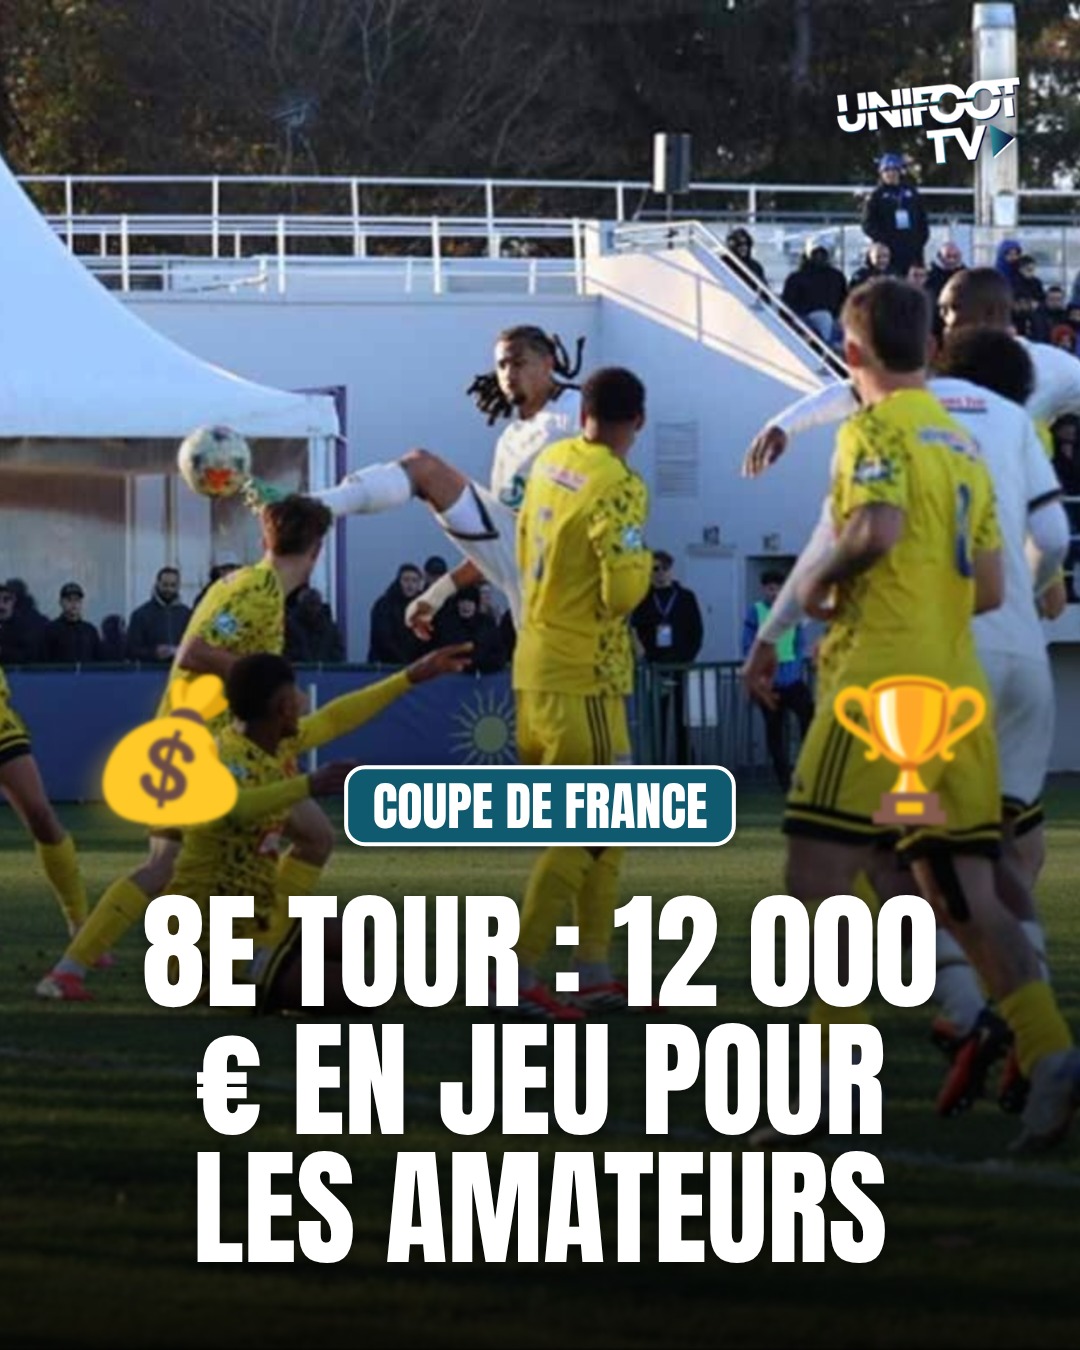 UNIFOOT
TV
COUPE DE FRANCE
8E TOUR : 12 000
€ EN JEU POUR
LES AMATEURS